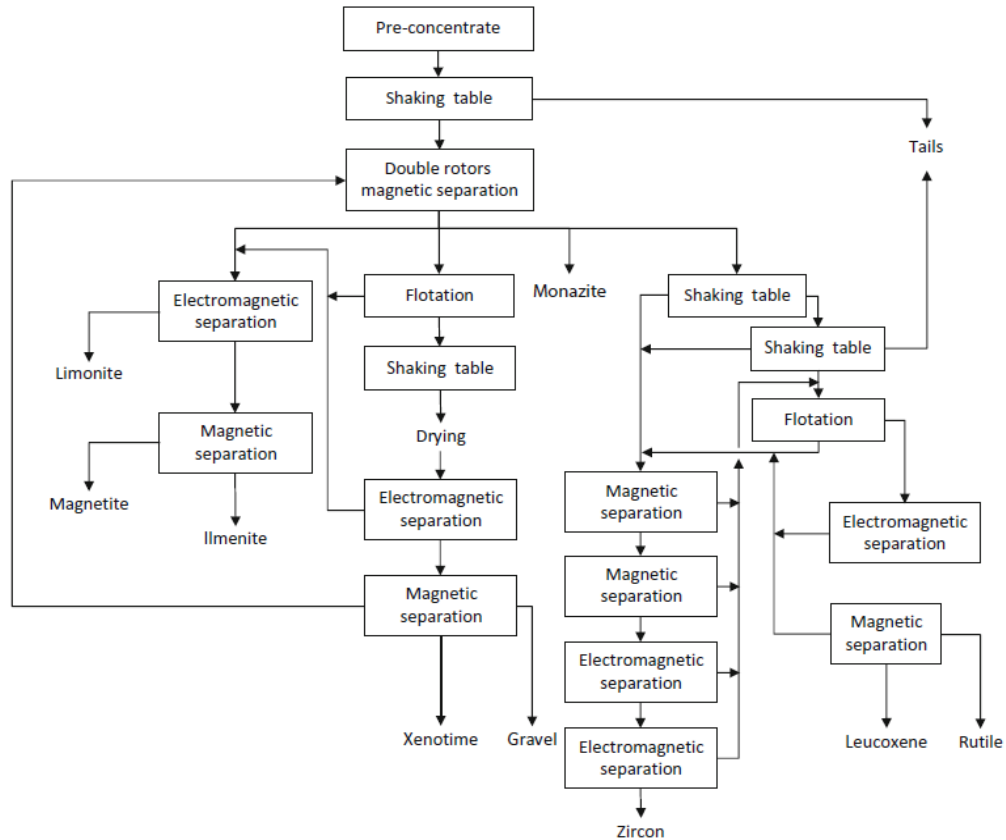 Pre-concentrate
Shaking table
Tails
Double rotors
magnetic separation
Monazite
Electromagnetic
separation
Flotation
Shaking table
Shaking table
Limonite
Shaking table
Flotation
Magnetic
separation
Drying
Magnetite
Ilmenite
Electromagnetic
separation
Magnetic
separation
Electromagnetic
separation
Magnetic
separation
Magnetic
separation
Magnetic
separation
Electromagnetic
separation
Xenotime
Gravel
Electromagnetic
separation
Leucoxene
Rutile
Zircon